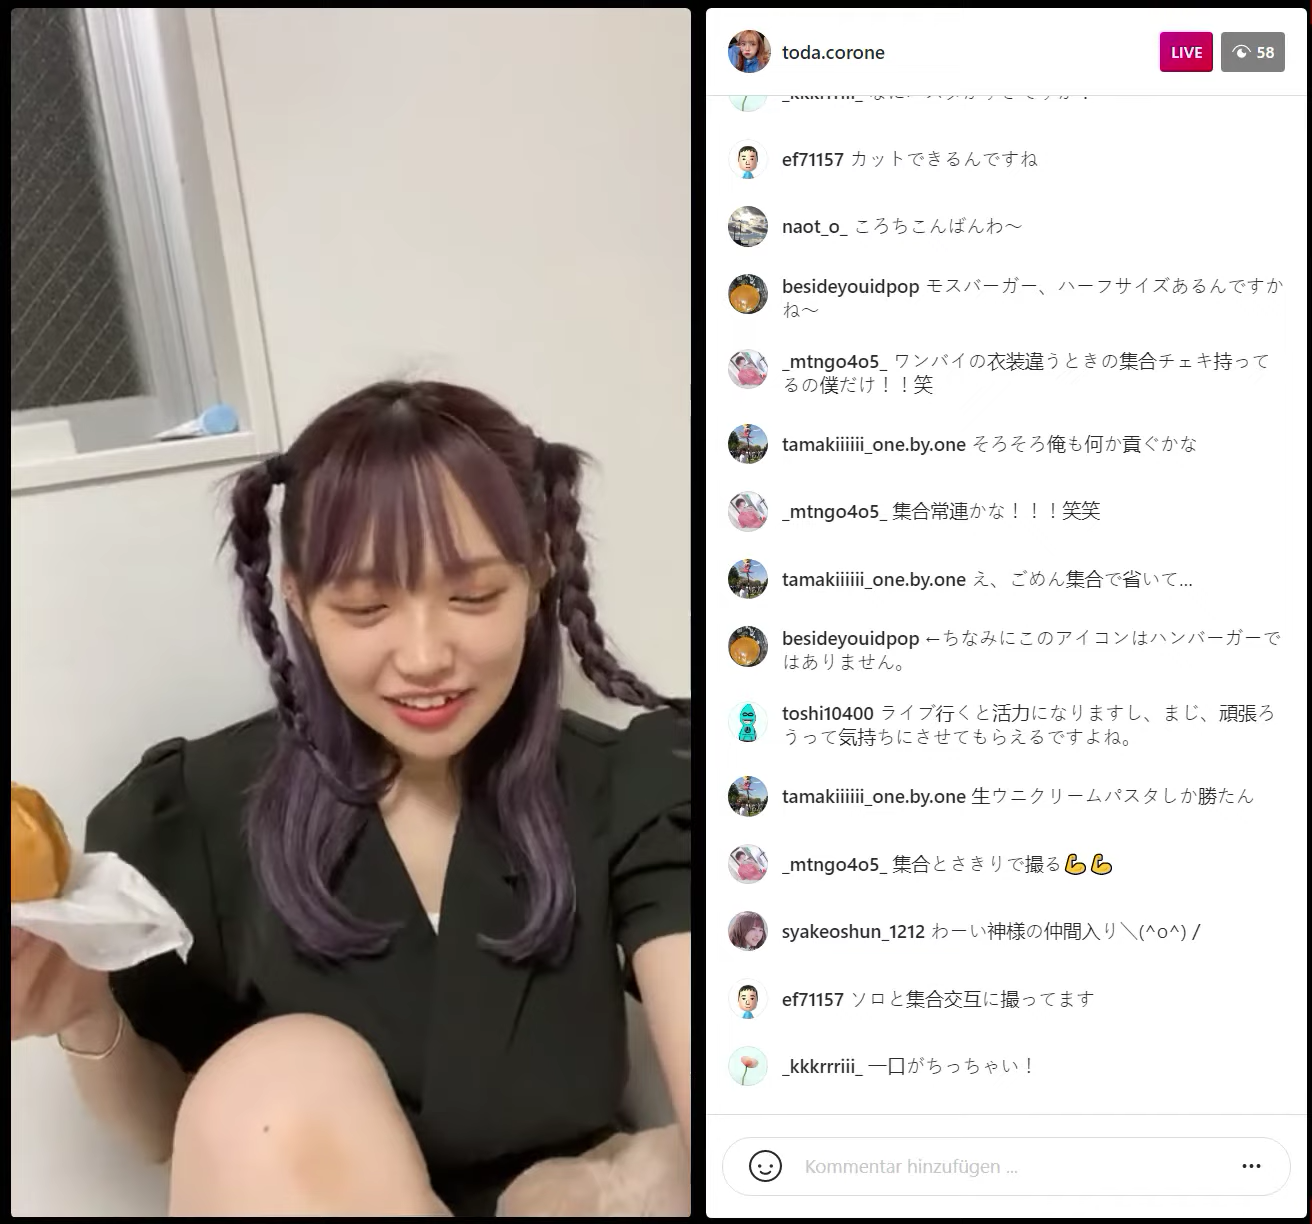 toda.corone
LIVE
58
ef71157 カットできるんですね
naot_o_ ころちこんばんわ〜
besideyouidpop モスバーガー、ハーフサイズあるんですか
ね〜
_mtngo4o5_ ワンバイの衣装違うときの集合チェキ持って
るの僕だけ！！笑
tamakiiiiii_one.by.one そろそろ俺も何か貢ぐかな
_mtngo4o5_ 集合常連かな！！！笑笑
tamakiiiiii_one.by.one え、ごめん集合で省いて...
besideyouidpop ←ちなみにこのアイコンはハンバーガーで
はありません。
toshi10400 ライブ行くと活力になりますし、まじ、頑張ろ
うって気持ちにさせてもらえるですよね。
tamakiiiiii_one.by.one 生ウニクリームパスタしか勝たん
_mtngo4o5_ 集合とさきりで撮る💪💪
syakeoshun_1212 わーい神様の仲間入り＼(^o^) /
ef71157 ソロと集合交互に撮ってます
_kkkrrriii_ 一口がちっちゃい！
Kommentar hinzufügen ...